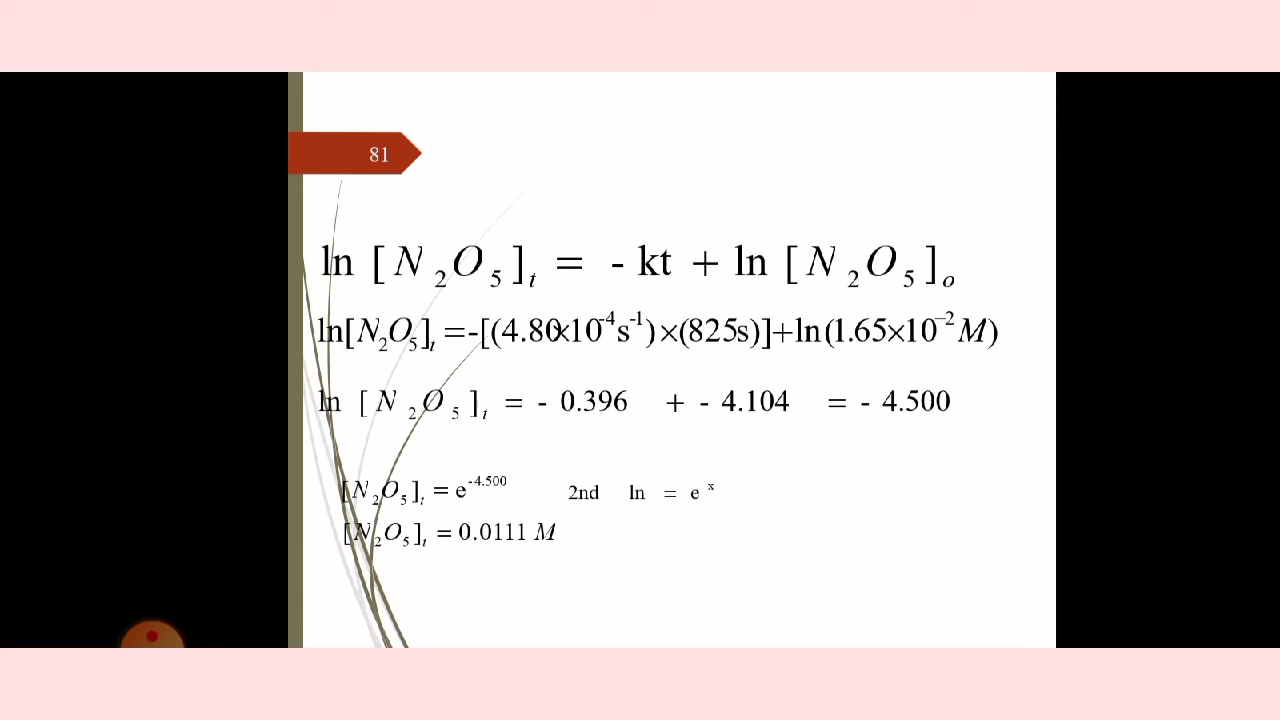 81
ln [N₂O₅]ₜ = - kt + ln [N₂O₅]ₒ
ln[N₂O₅]ₜ =-[(4.80×10⁻⁴s⁻¹)×(825s)]+ln(1.65×10⁻²M)
ln [N₂O₅]ₜ = - 0.396 + - 4.104 = - 4.500
[N₂O₅]ₜ = e⁻⁴·⁵⁰⁰ 2nd ln = eˣ
[N₂O₅]ₜ = 0.0111 M